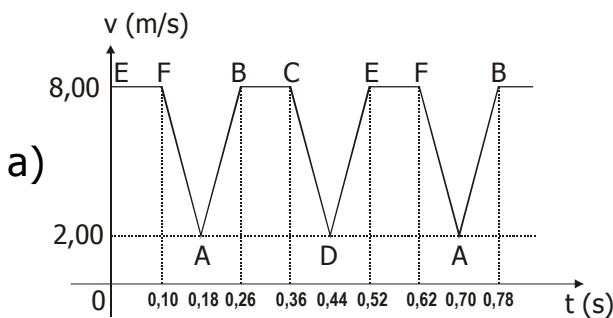 v (m/s)
E F B C E F B
8,00
a)
2,00
A D A
0 0,10 0,18 0,26 0,36 0,44 0,52 0,62 0,70 0,78 t (s)